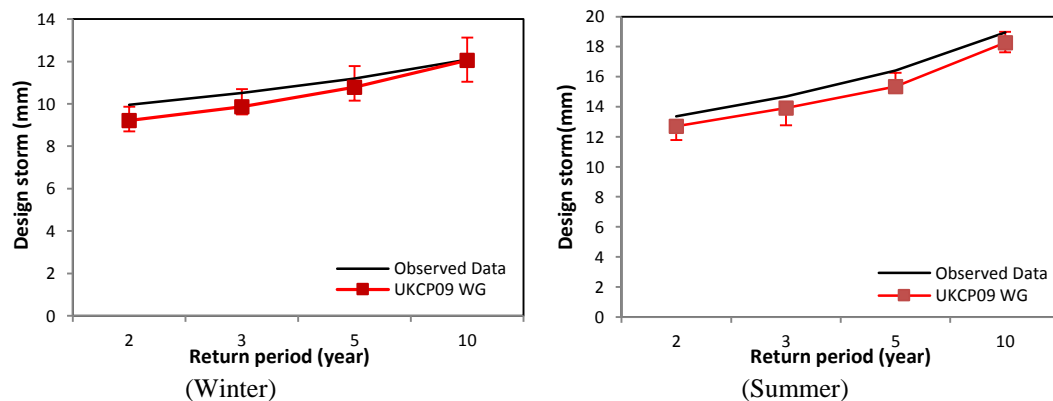 14
12
10
8
6
4
2
0
Design storm (mm)
Observed Data
UKCP09 WG
2 3 5 10
Return period (year)
(Winter)
20
18
16
14
12
10
8
6
4
2
0
Design storm(mm)
Observed Data
UKCP09 WG
2 3 5 10
Return period (year)
(Summer)